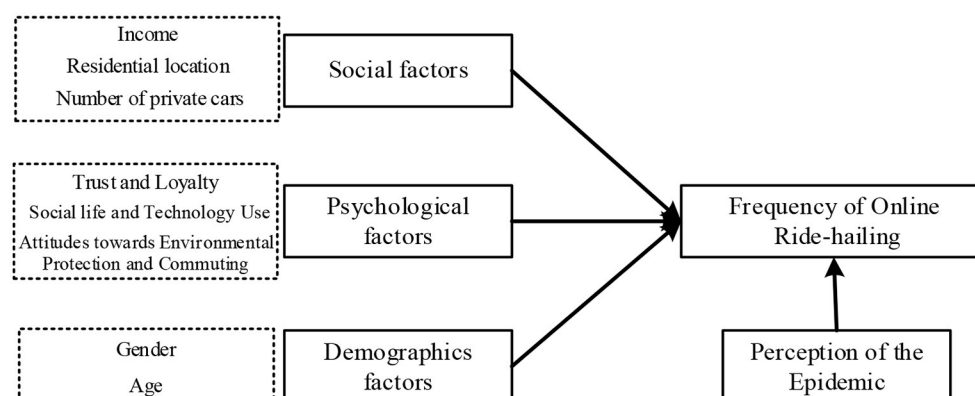 Income
Residential location
Number of private cars
Social factors
Trust and Loyalty
Social life and Technology Use
Attitudes towards Environmental
Protection and Commuting
Psychological
factors
Frequency of Online
Ride-hailing
Gender
Age
Demographics
factors
Perception of the
Epidemic